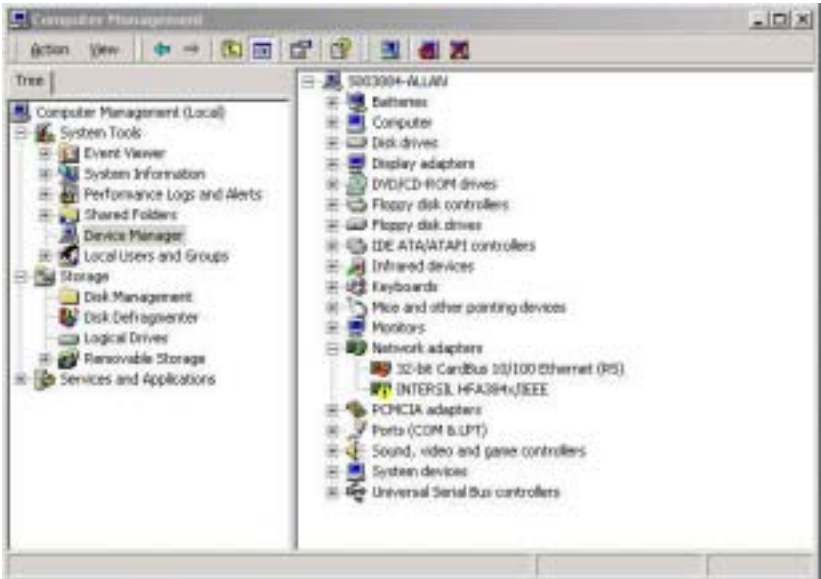 Computer Management
Action View
Tree
Computer Management (Local)
System Tools
Event Viewer
System Information
Performance Logs and Alerts
Shared Folders
Device Manager
Local Users and Groups
Storage
Disk Management
Disk Defragmenter
Logical Drives
Removable Storage
Services and Applications
Batteries
Computer
Disk drives
Display adapters
DVD/CD-ROM drives
Floppy disk controllers
Floppy disk drives
IDE ATA/ATAPI controllers
Infrared devices
Keyboards
Mice and other pointing devices
Monitors
Network adapters
32-bit CardBus 10/100 Ethernet (R5)
INTERSIL HFA384x/IEEE
PCMCIA adapters
Ports (COM & LPT)
Sound, video and game controllers
System devices
Universal Serial Bus controllers